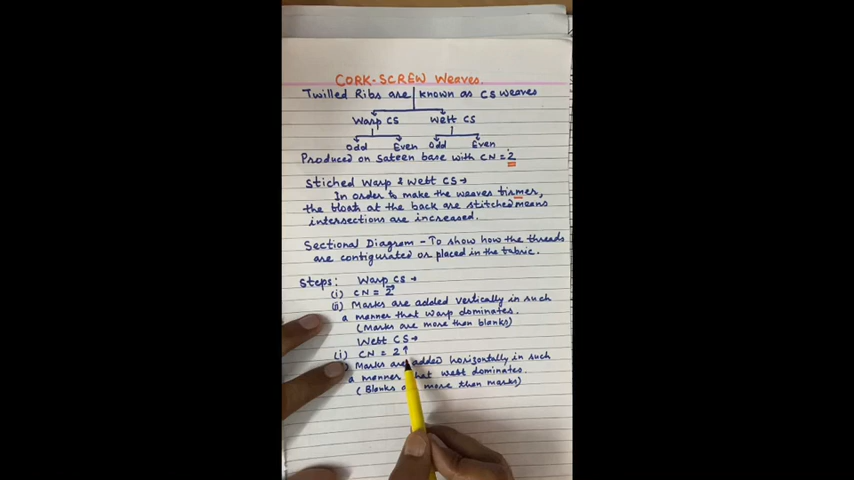 CORK-SCREW Weaves.
Twilled Ribs are known as CS weaves
Warp CS Weft CS
Odd Even Odd Even
Produced on Sateen base with CN = 2
Stiched Warp & Weft CS →
In order to make the weaves firmer,
the float at the back are stitched means
intersections are increased.
Sectional Diagram - To show how the threads
are configurated or placed in the fabric.
Steps: Warp CS →
(i) CN = 2→
(ii) Marks are added vertically in such
a manner that warp dominates.
(Marks are more than blanks)
Weft CS →
(i) CN = 2↑
Marks are added horizontally in such
a manner that weft dominates.
(Blanks more than marks)